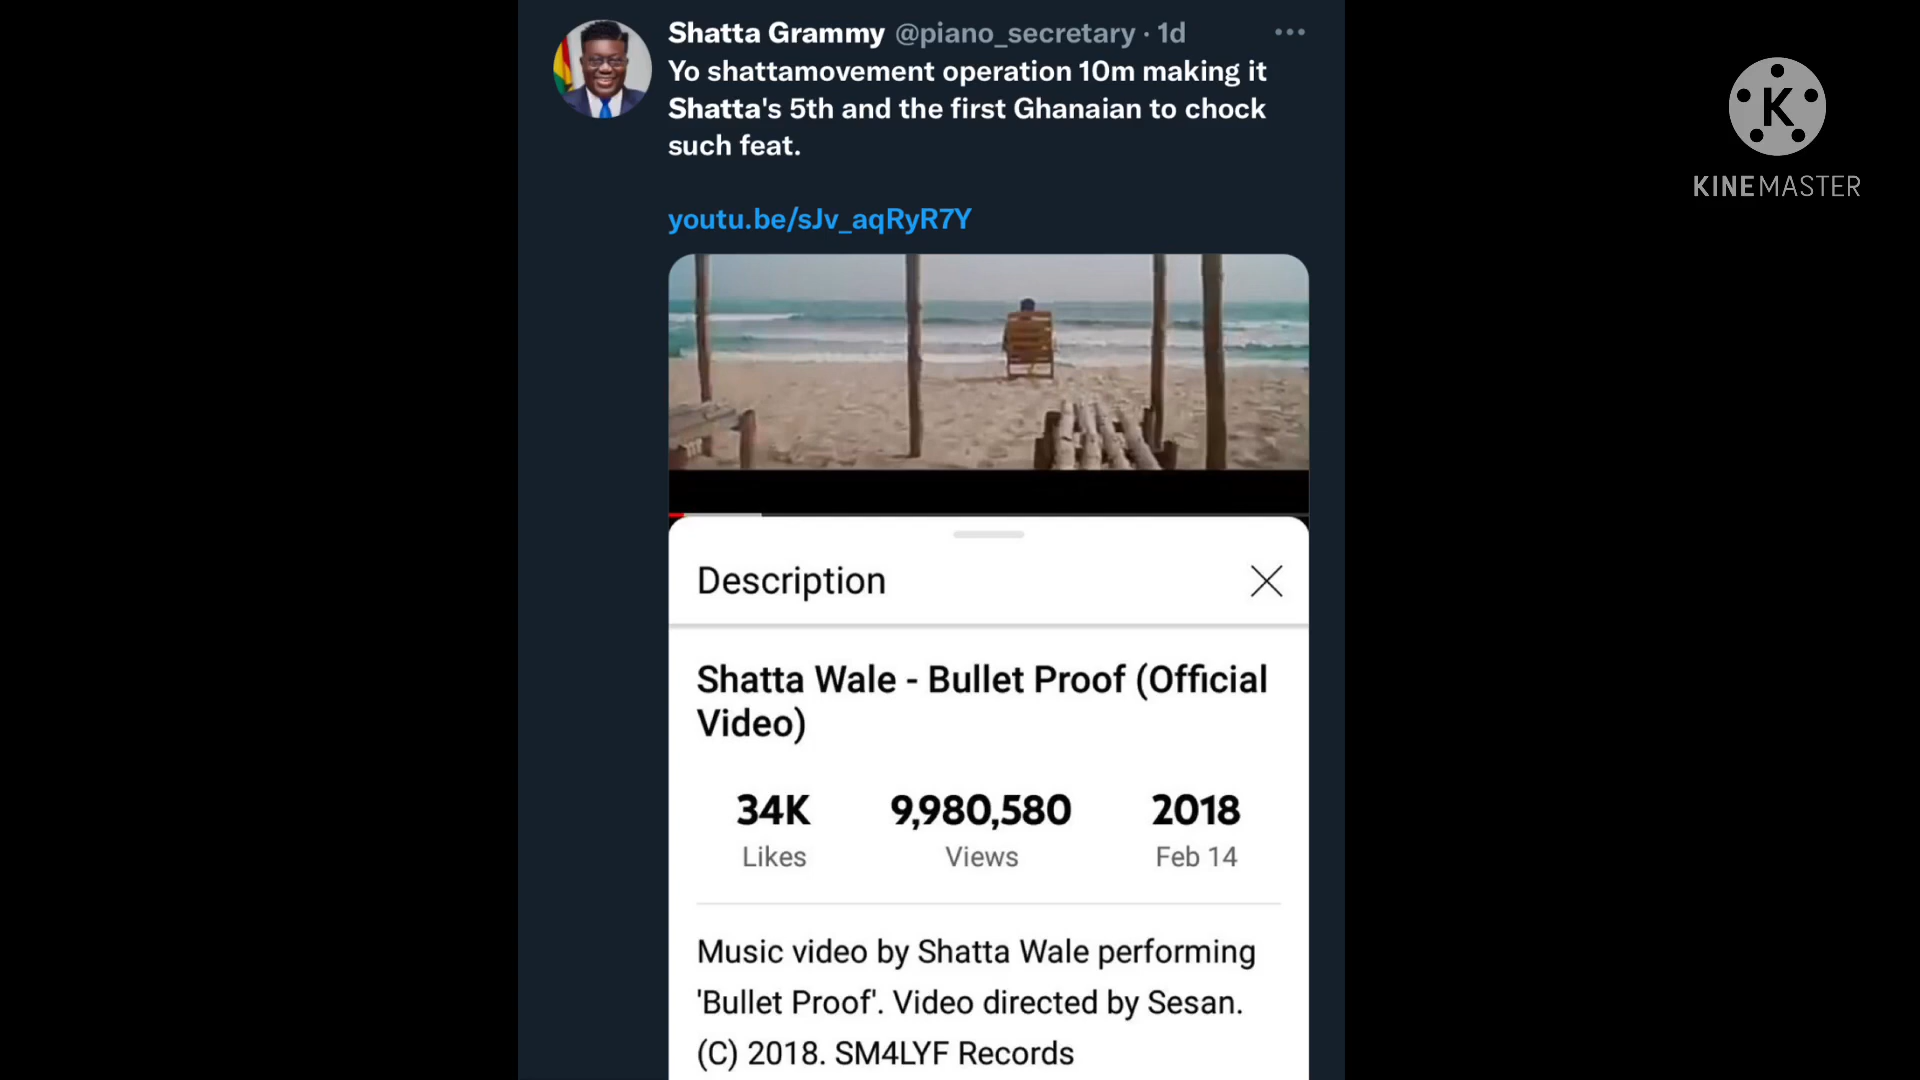 Shatta Grammy @piano_secretary · 1d
Yo shattamovement operation 10m making it
Shatta's 5th and the first Ghanaian to chock
such feat.
youtu.be/sJv_aqRyR7Y
K
KINEMASTER
Description
Shatta Wale - Bullet Proof (Official
Video)
34K 9,980,580 2018
Likes Views Feb 14
Music video by Shatta Wale performing
'Bullet Proof'. Video directed by Sesan.
(C) 2018. SM4LYF Records